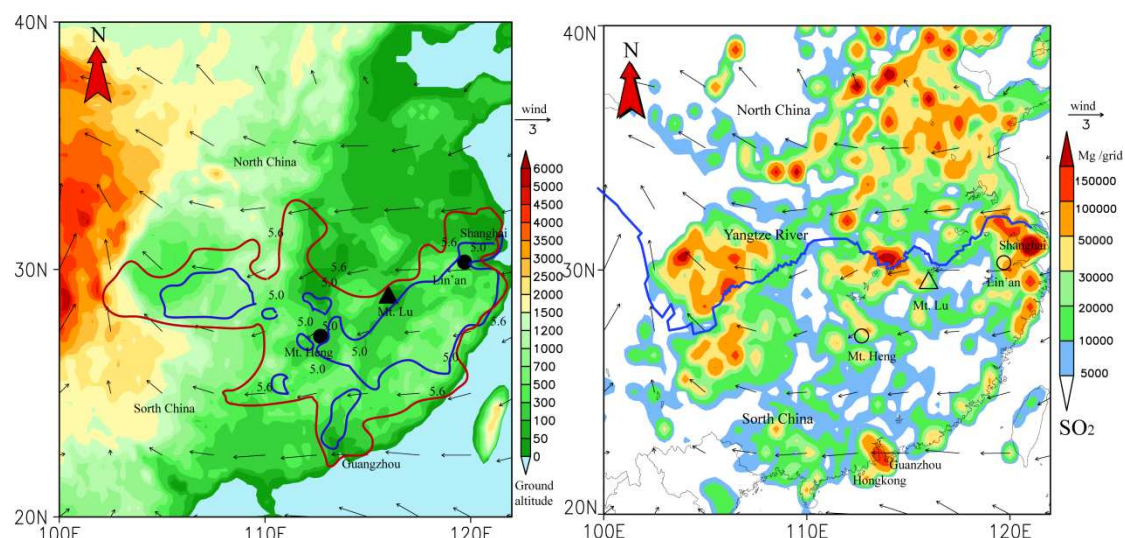 40N
N
wind
3
North China
6000
5000
4500
4000
3500
3000
2500
2000
1500
1200
1000
700
500
300
100
50
0
Ground
altitude
Shanghai
5.6
5.0
Lin'an
30N
5.6
5.0
Mt. Lu
5.0
5.0
5.6
Mt. Heng
5.0
5.0
5.0
5.6
5.6
Sorth China
Guangzhou
20N
100E
110E
120E
40N
N
wind
3
North China
Mg /grid
150000
100000
50000
30000
20000
10000
5000
SO2
Yangtze River
Shanghai
30N
Lin'an
Mt. Lu
Mt. Heng
Sorth China
Guanzhou
Hongkong
20N
100E
110E
120E